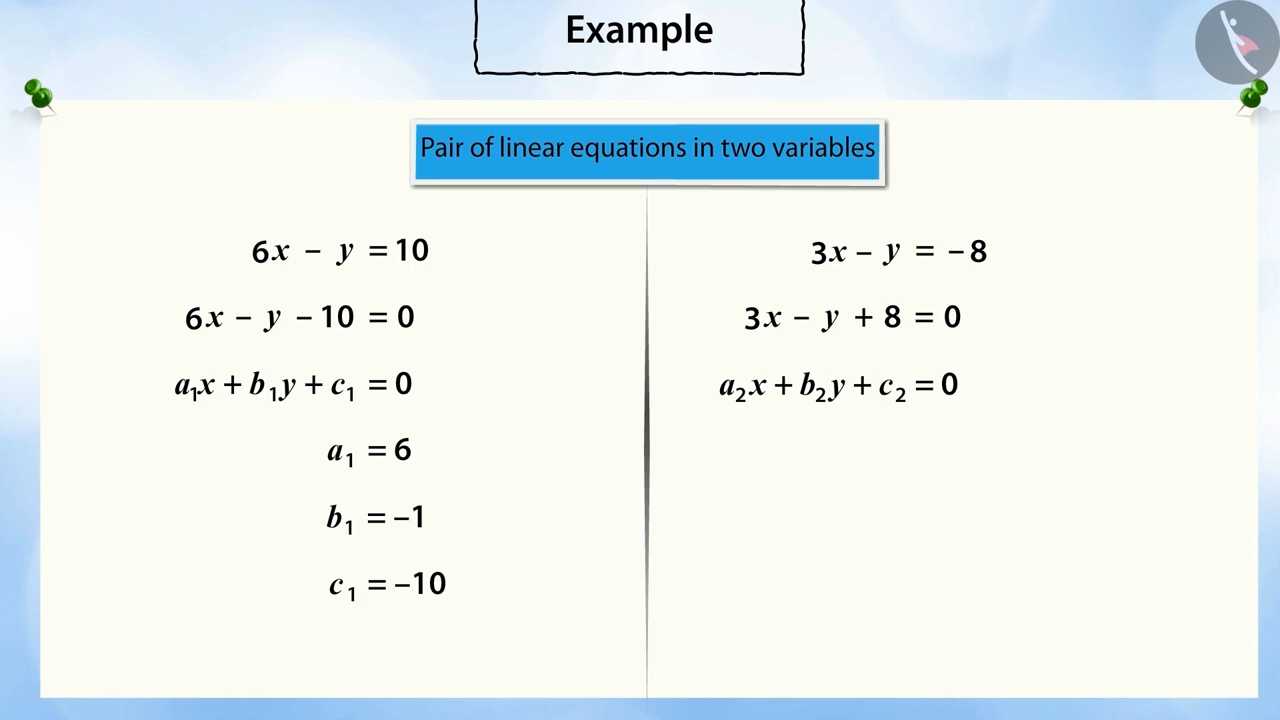 Example
Pair of linear equations in two variables
6x – y = 10
6x – y – 10 = 0
a₁x + b₁y + c₁ = 0
a₁ = 6
b₁ = –1
c₁ = –10
3x – y = – 8
3x – y + 8 = 0
a₂x + b₂y + c₂ = 0